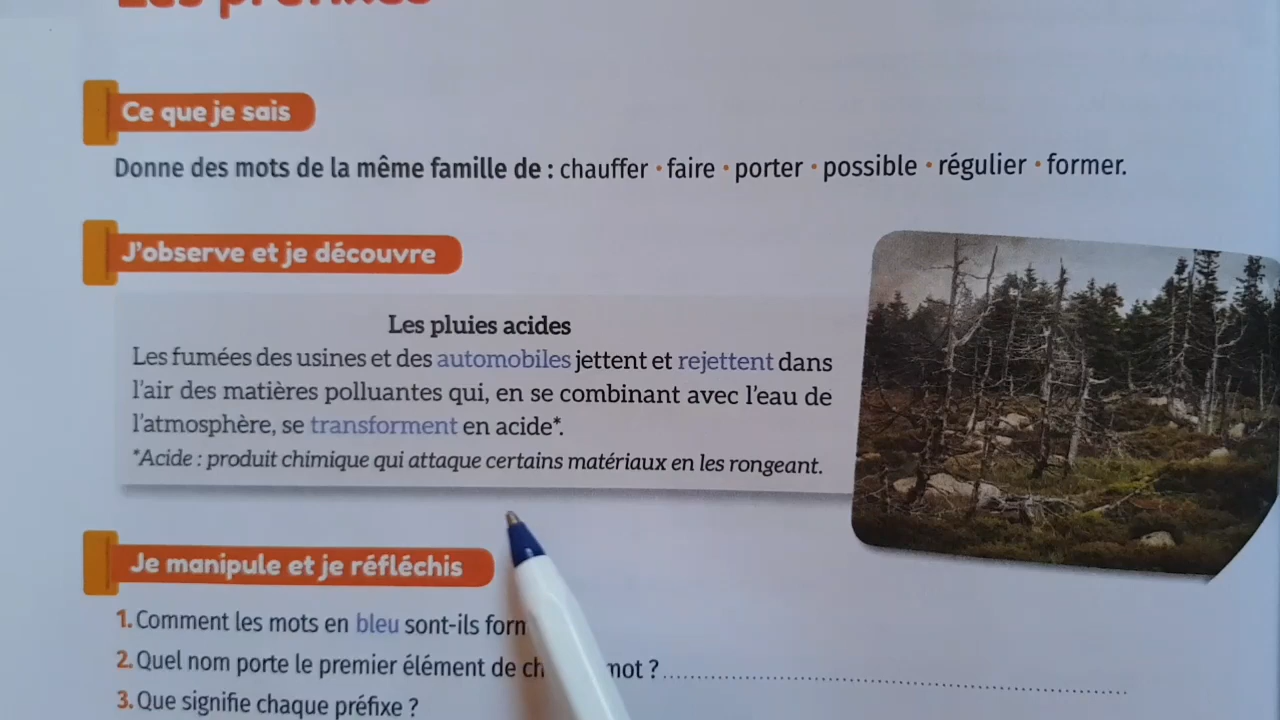 Les préfixes
Ce que je sais
Donne des mots de la même famille de : chauffer • faire • porter • possible • régulier • former.
J'observe et je découvre
Les pluies acides
Les fumées des usines et des automobiles jettent et rejettent dans
l'air des matières polluantes qui, en se combinant avec l'eau de
l'atmosphère, se transforment en acide*.
*Acide : produit chimique qui attaque certains matériaux en les rongeant.
Je manipule et je réfléchis
1. Comment les mots en bleu sont-ils
2. Quel nom porte le premier élément de mot ?
3. Que signifie chaque préfixe ?